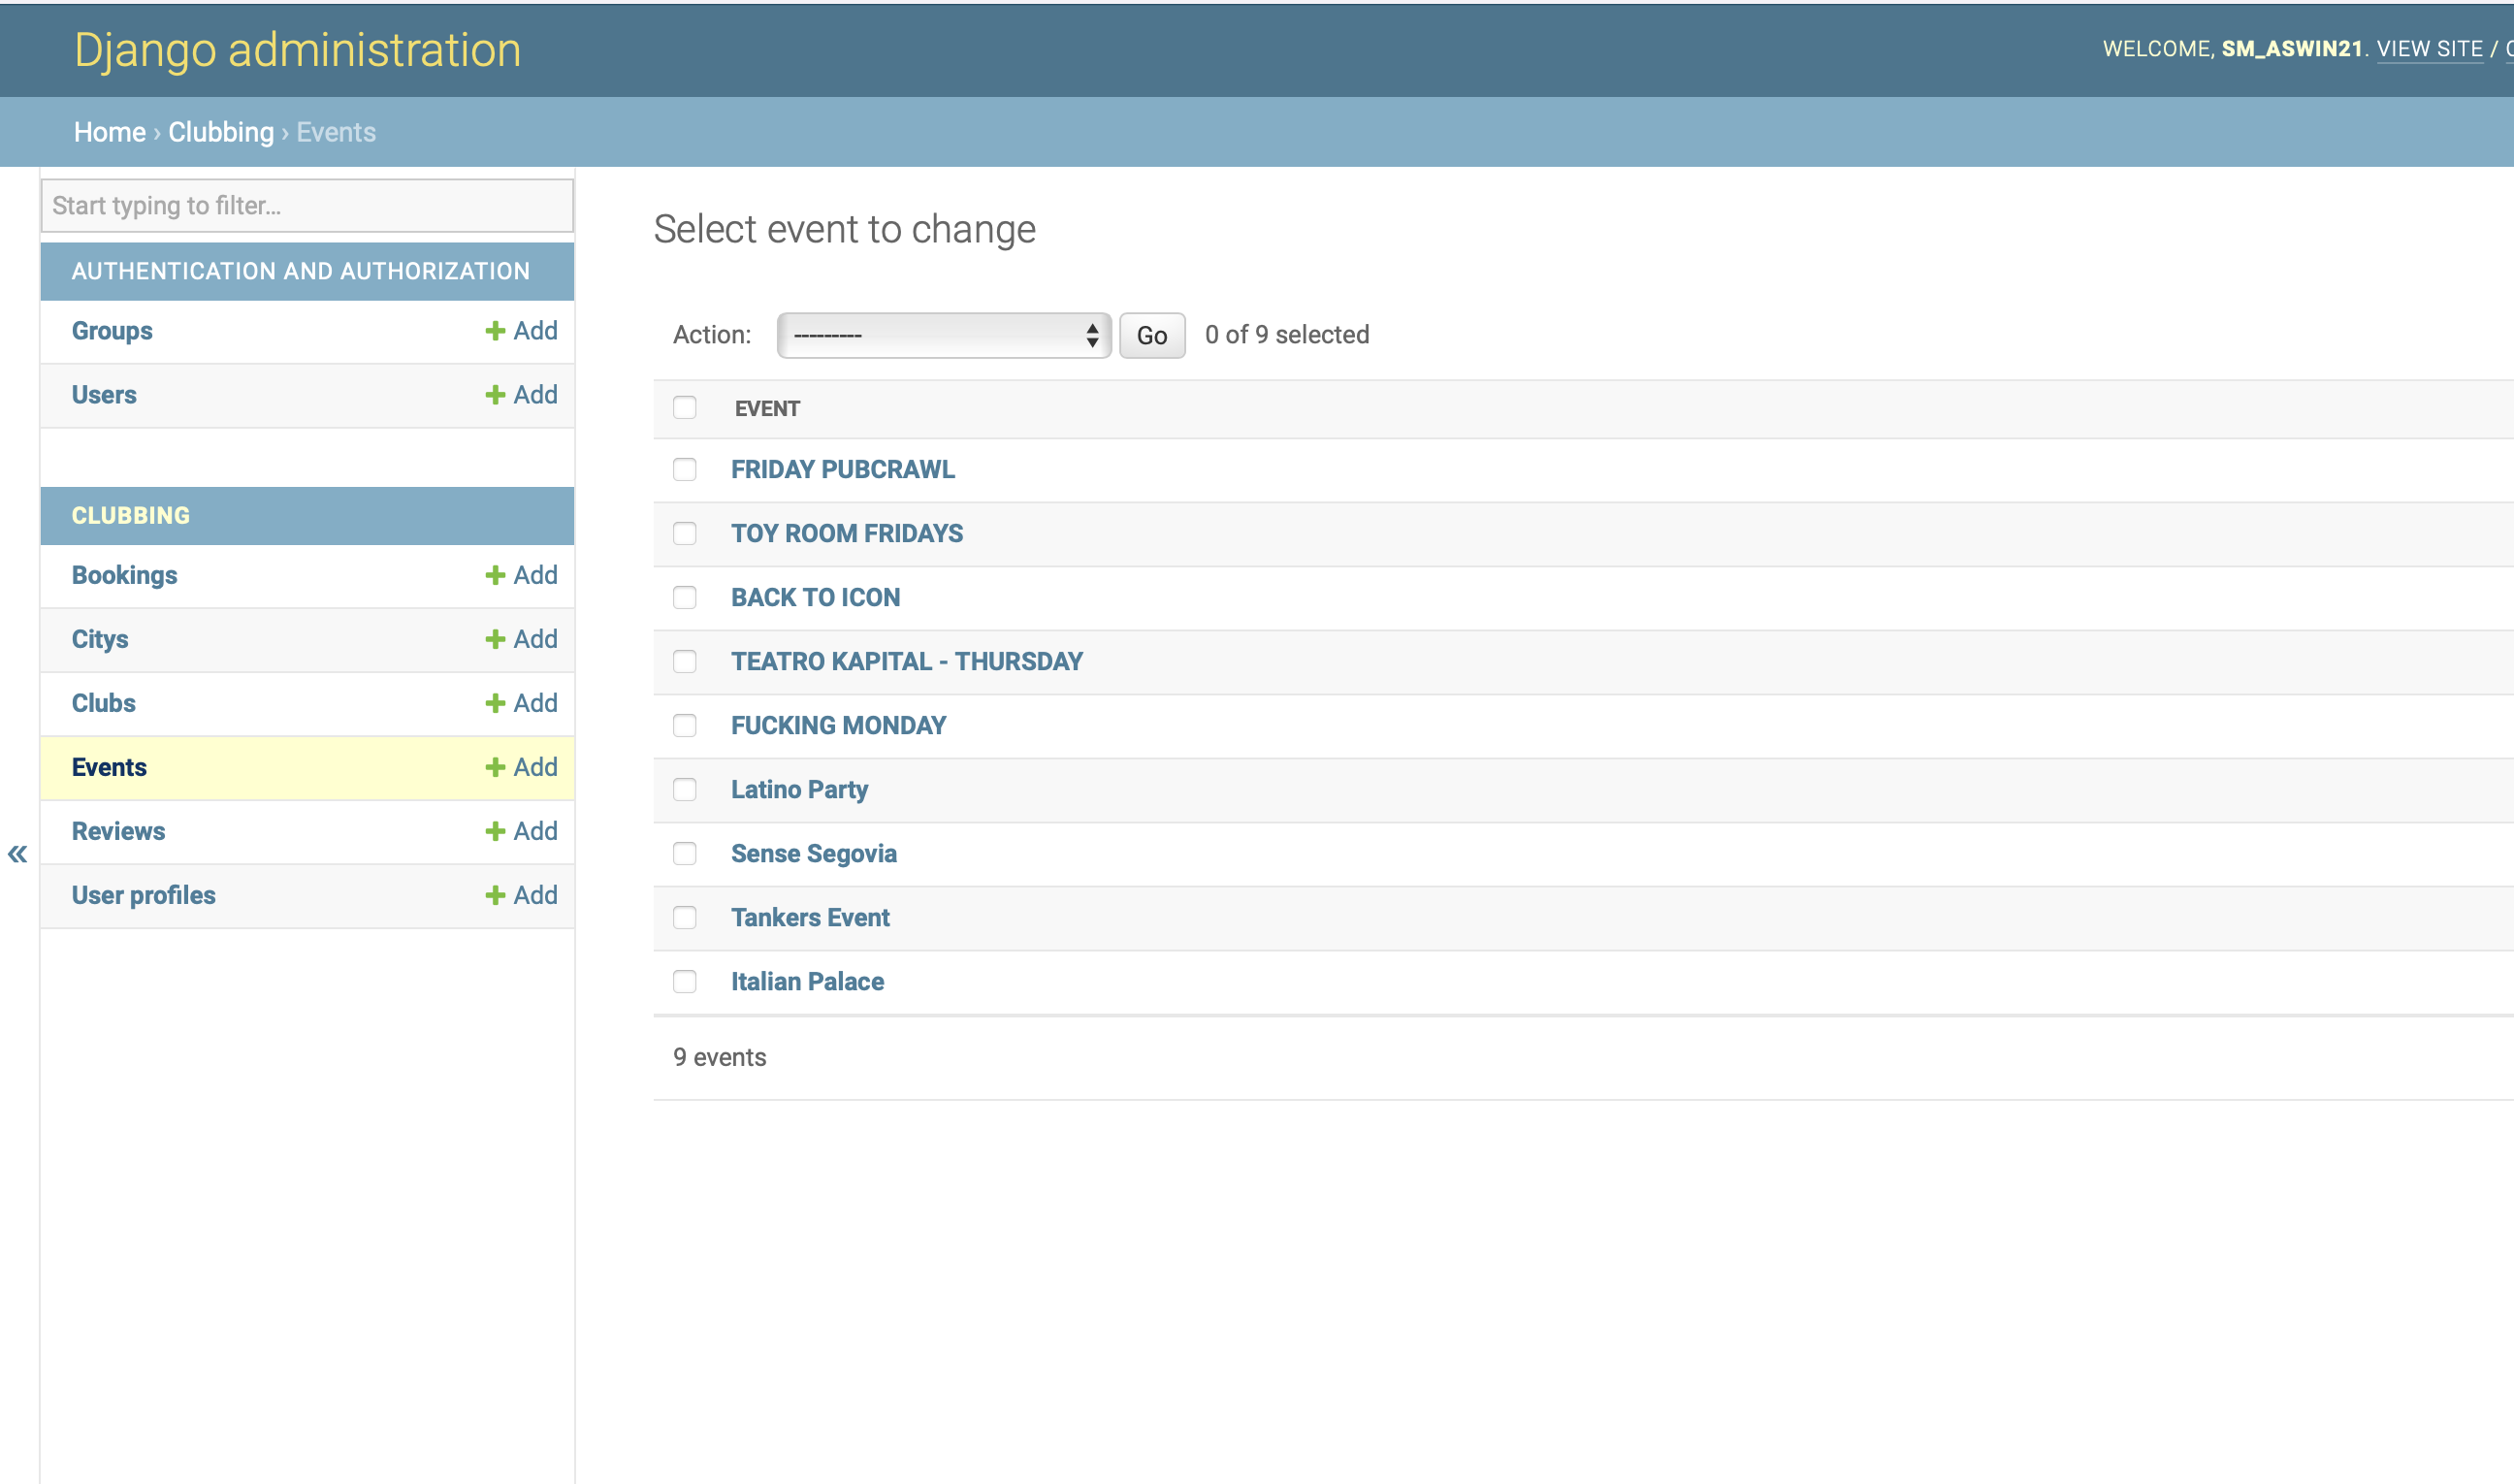 Django administration
WELCOME, SM_ASWIN21. VIEW SITE /
Home › Clubbing › Events
Start typing to filter...
Select event to change
AUTHENTICATION AND AUTHORIZATION
Groups + Add
Users + Add
CLUBBING
Bookings + Add
Citys + Add
Clubs + Add
Events + Add
Reviews + Add
User profiles + Add
«
Action: --------- Go 0 of 9 selected
EVENT
FRIDAY PUBCRAWL
TOY ROOM FRIDAYS
BACK TO ICON
TEATRO KAPITAL - THURSDAY
FUCKING MONDAY
Latino Party
Sense Segovia
Tankers Event
Italian Palace
9 events